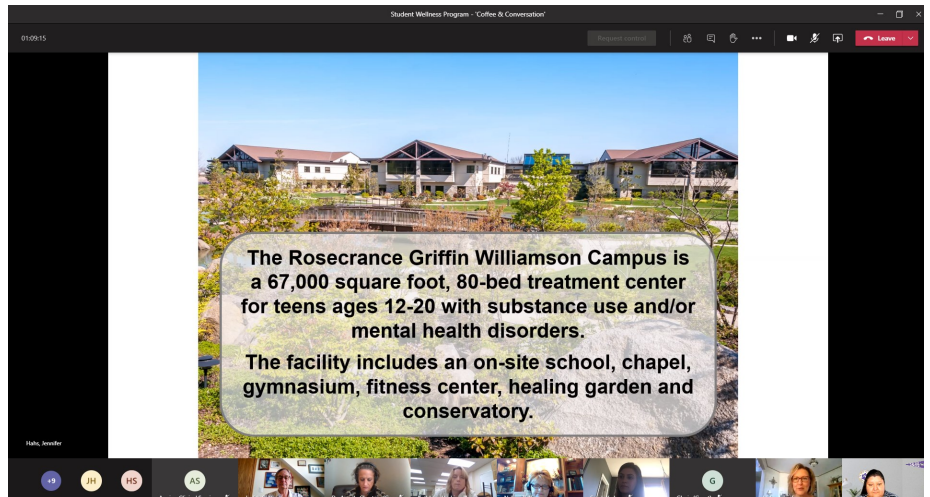 Student Wellness Program - 'Coffee & Conversation'
01:09:15
Request control
Leave
The Rosecrance Griffin Williamson Campus is
a 67,000 square foot, 80-bed treatment center
for teens ages 12-20 with substance use and/or
mental health disorders.
The facility includes an on-site school, chapel,
gymnasium, fitness center, healing garden and
conservatory.
Hahs, Jennifer
+9
JH
HS
AS
G